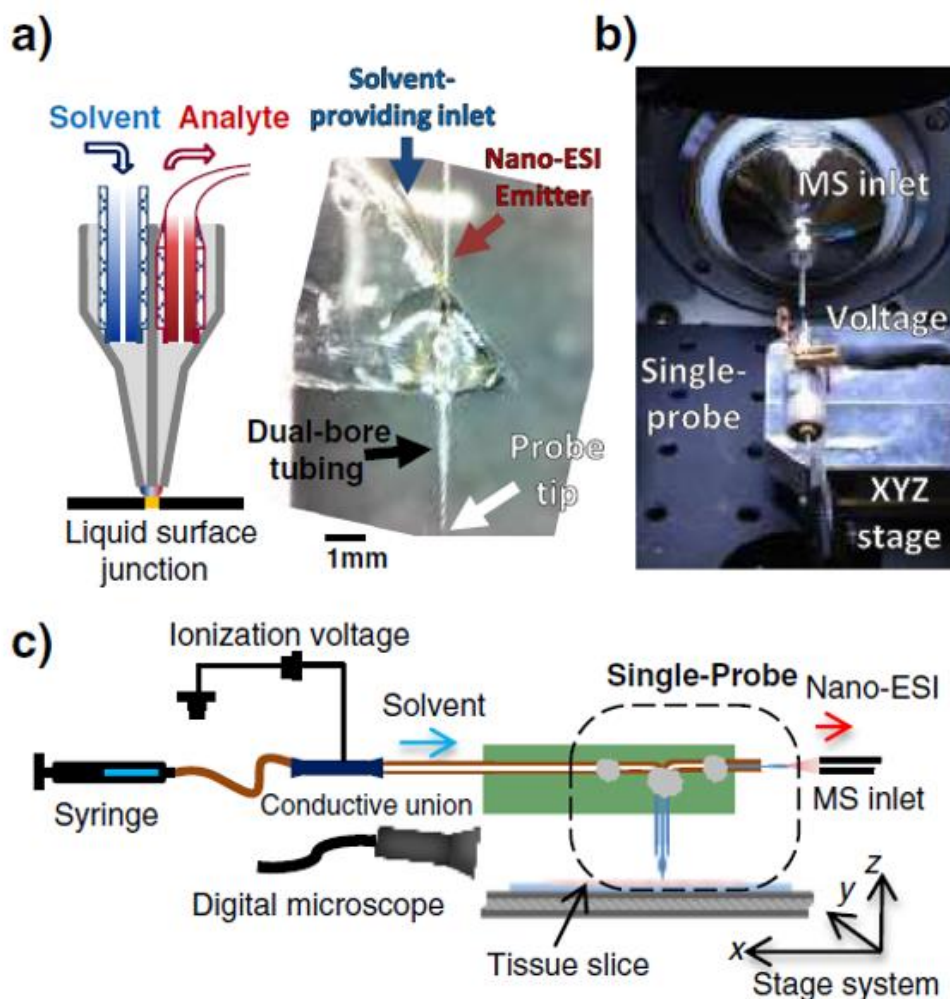 a)
Solvent Analyte
Solvent-
providing inlet
Nano-ESI
Emitter
Dual-bore
tubing
Probe
tip
Liquid surface
junction
1mm
b)
MS inlet
Voltage
Single-
probe
XYZ
stage
c)
Ionization voltage
Single-Probe
Nano-ESI
Solvent
Syringe
Conductive union
MS inlet
Digital microscope
Tissue slice
z
y
x
Stage system